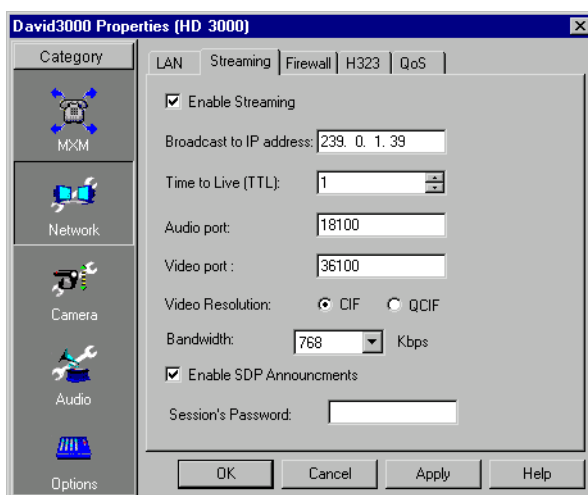 David3000 Properties (HD 3000)
Category
MXM
Network
Camera
Audio
Options
LAN Streaming Firewall H323 QoS
Enable Streaming
Broadcast to IP address: 239. 0. 1. 39
Time to Live (TTL): 1
Audio port: 18100
Video port : 36100
Video Resolution: CIF QCIF
Bandwidth: 768 Kbps
Enable SDP Announcments
Session's Password:
OK Cancel Apply Help